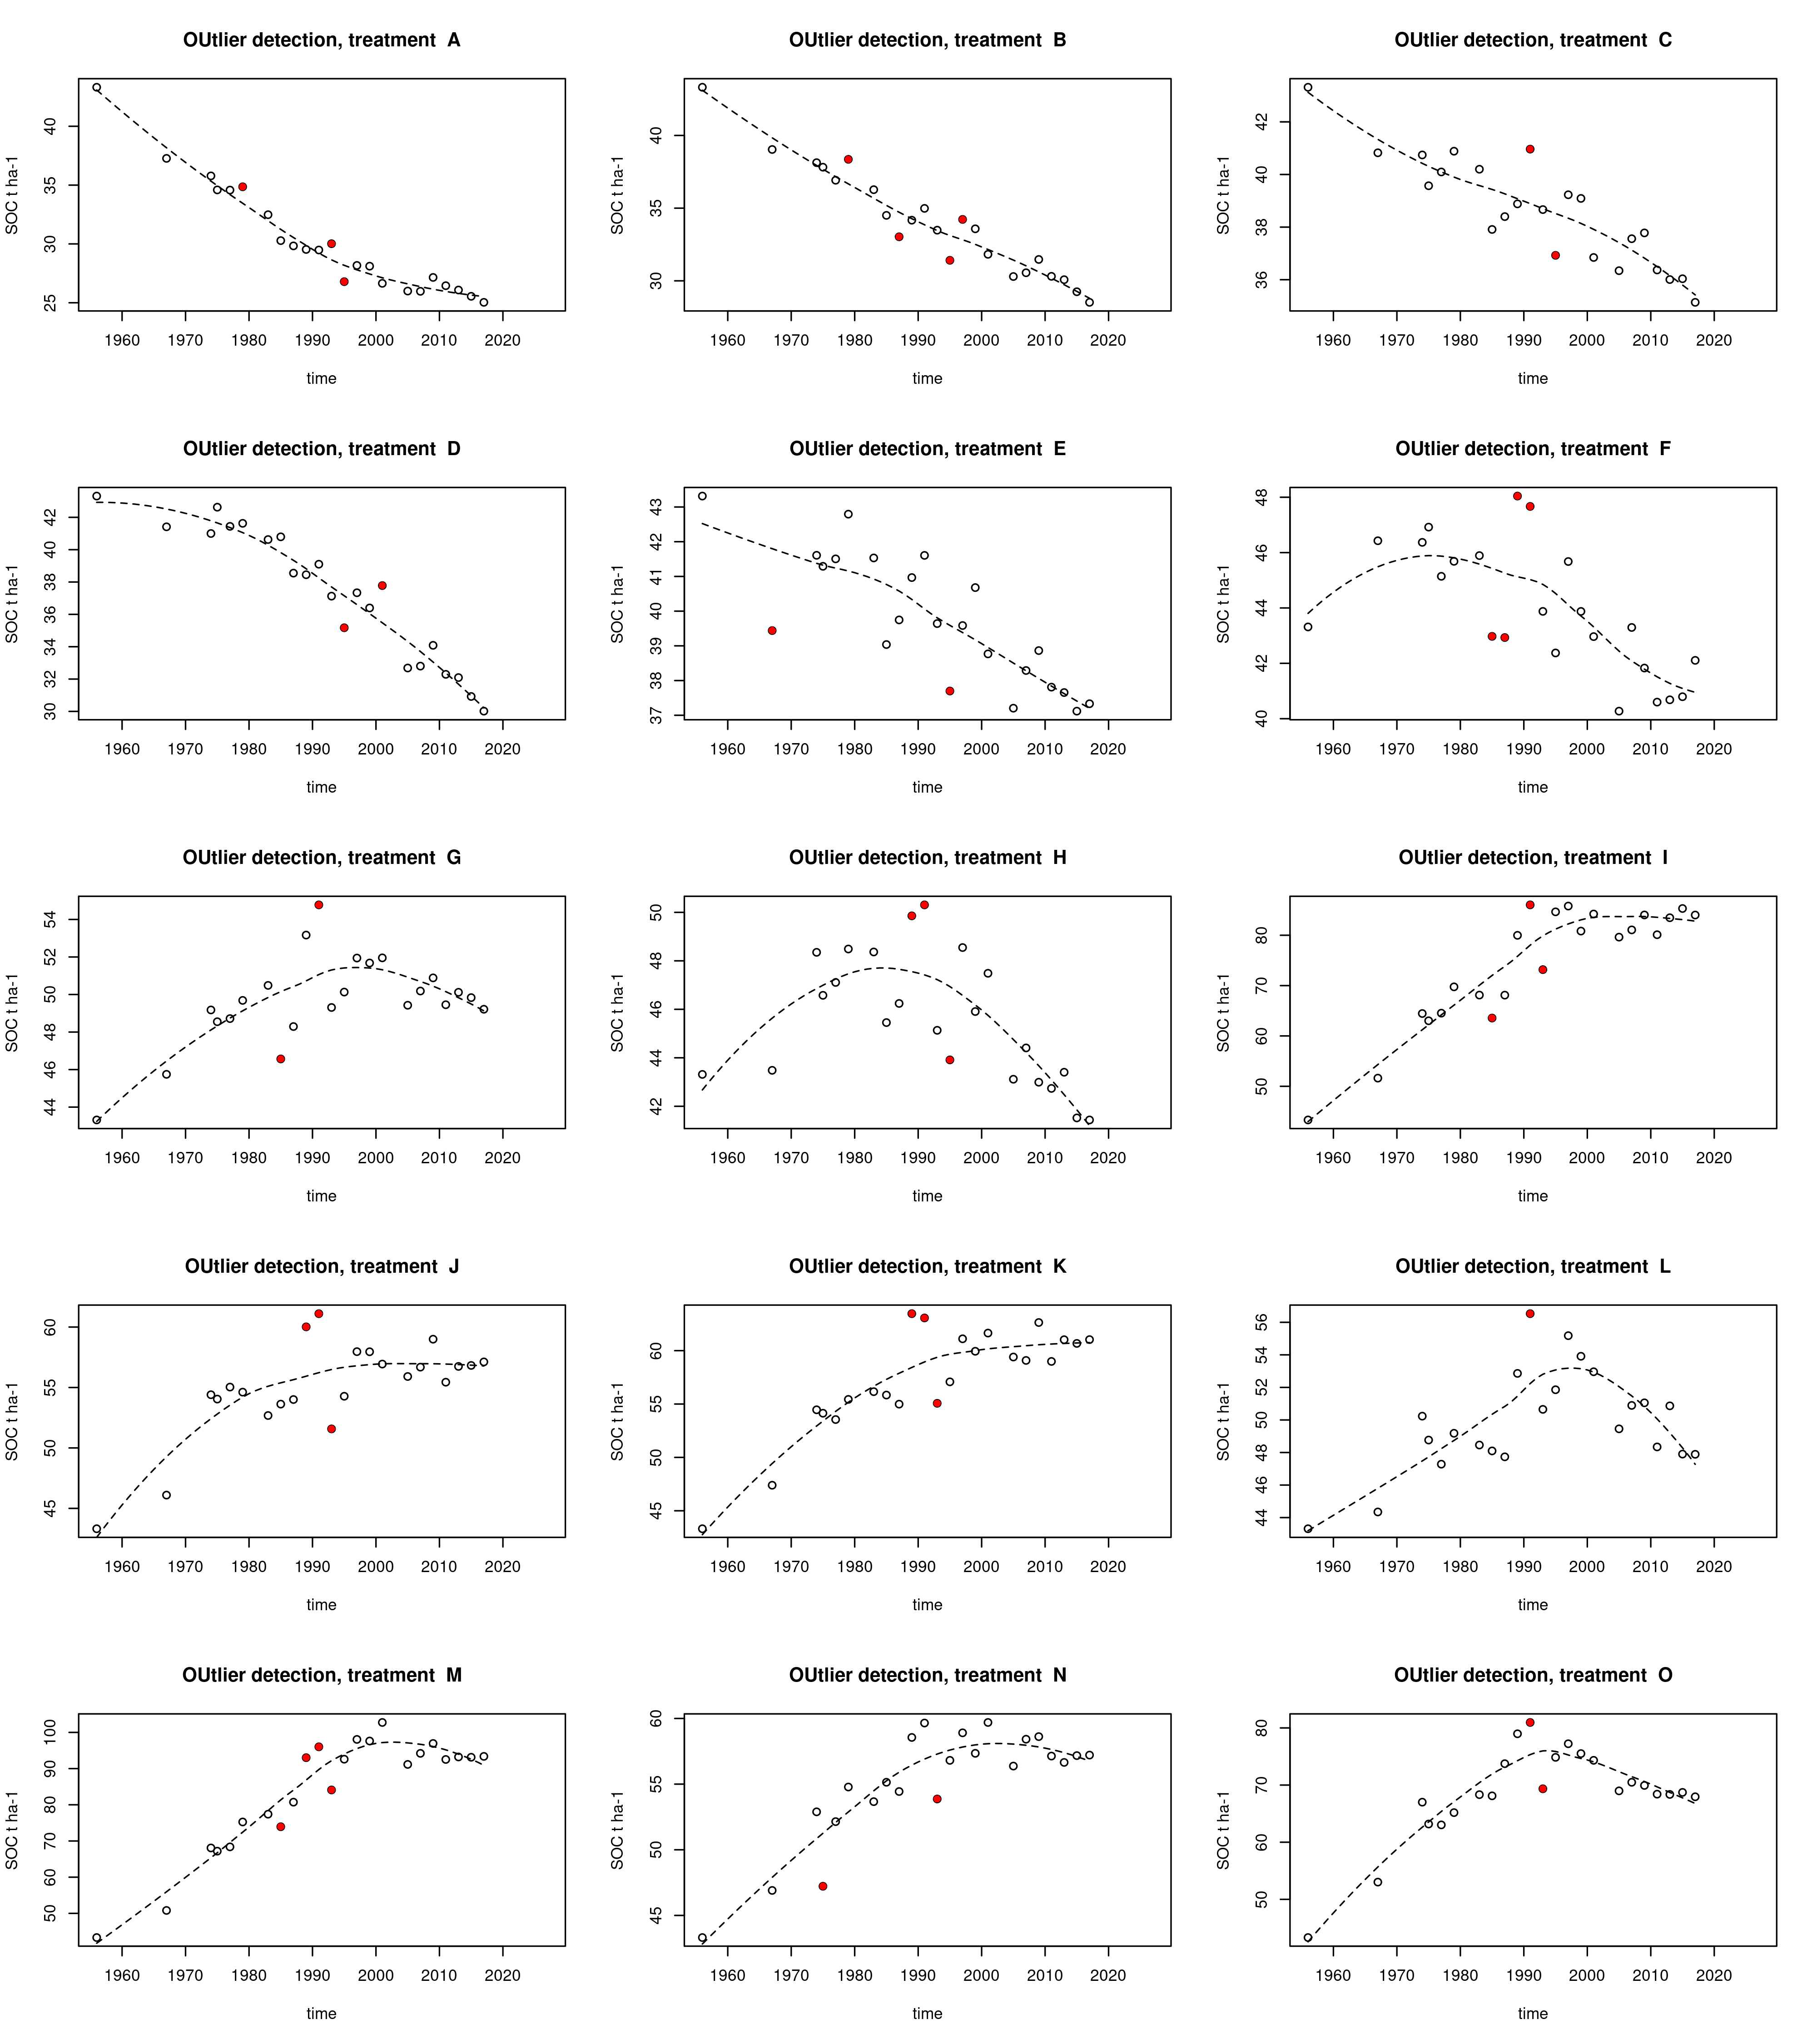 OUtlier detection, treatment A
SOC t ha-1
25 30 35 40
1960 1970 1980 1990 2000 2010 2020
time
OUtlier detection, treatment B
SOC t ha-1
30 35 40
1960 1970 1980 1990 2000 2010 2020
time
OUtlier detection, treatment C
SOC t ha-1
36 38 40 42
1960 1970 1980 1990 2000 2010 2020
time
OUtlier detection, treatment D
SOC t ha-1
30 32 34 36 38 40 42
1960 1970 1980 1990 2000 2010 2020
time
OUtlier detection, treatment E
SOC t ha-1
37 38 39 40 41 42 43
1960 1970 1980 1990 2000 2010 2020
time
OUtlier detection, treatment F
SOC t ha-1
40 42 44 46 48
1960 1970 1980 1990 2000 2010 2020
time
OUtlier detection, treatment G
SOC t ha-1
44 46 48 50 52 54
1960 1970 1980 1990 2000 2010 2020
time
OUtlier detection, treatment H
SOC t ha-1
42 44 46 48 50
1960 1970 1980 1990 2000 2010 2020
time
OUtlier detection, treatment I
SOC t ha-1
50 60 70 80
1960 1970 1980 1990 2000 2010 2020
time
OUtlier detection, treatment J
SOC t ha-1
45 50 55 60
1960 1970 1980 1990 2000 2010 2020
time
OUtlier detection, treatment K
SOC t ha-1
45 50 55 60
1960 1970 1980 1990 2000 2010 2020
time
OUtlier detection, treatment L
SOC t ha-1
44 46 48 50 52 54 56
1960 1970 1980 1990 2000 2010 2020
time
OUtlier detection, treatment M
SOC t ha-1
50 60 70 80 90 100
1960 1970 1980 1990 2000 2010 2020
time
OUtlier detection, treatment N
SOC t ha-1
45 50 55 60
1960 1970 1980 1990 2000 2010 2020
time
OUtlier detection, treatment O
SOC t ha-1
50 60 70 80
1960 1970 1980 1990 2000 2010 2020
time